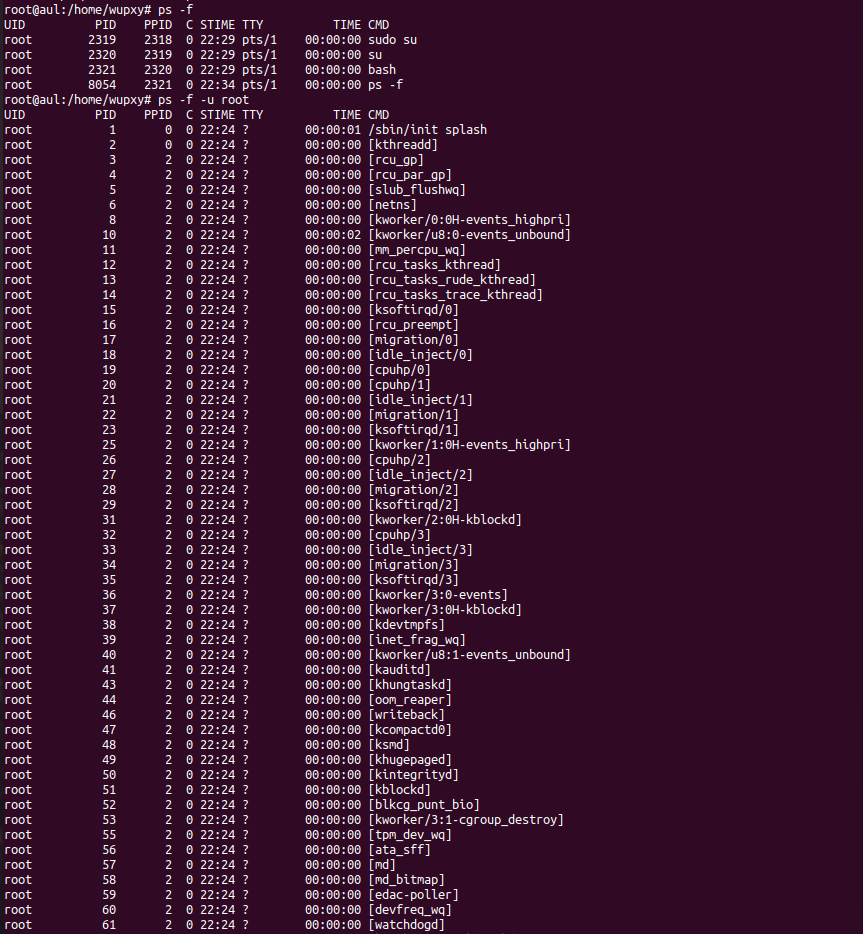 root@aul:/home/wupxy# ps -f
UID          PID    PPID  C STIME TTY          TIME CMD
root        2319    2318  0 22:29 pts/1    00:00:00 sudo su
root        2320    2319  0 22:29 pts/1    00:00:00 su
root        2321    2320  0 22:29 pts/1    00:00:00 bash
root        8054    2321  0 22:34 pts/1    00:00:00 ps -f
root@aul:/home/wupxy# ps -f -u root
UID          PID    PPID  C STIME TTY          TIME CMD
root           1       0  0 22:24 ?        00:00:01 /sbin/init splash
root           2       0  0 22:24 ?        00:00:00 [kthreadd]
root           3       2  0 22:24 ?        00:00:00 [rcu_gp]
root           4       2  0 22:24 ?        00:00:00 [rcu_par_gp]
root           5       2  0 22:24 ?        00:00:00 [slub_flushwq]
root           6       2  0 22:24 ?        00:00:00 [netns]
root           8       2  0 22:24 ?        00:00:00 [kworker/0:0H-events_highpri]
root          10       2  0 22:24 ?        00:00:02 [kworker/u8:0-events_unbound]
root          11       2  0 22:24 ?        00:00:00 [mm_percpu_wq]
root          12       2  0 22:24 ?        00:00:00 [rcu_tasks_kthread]
root          13       2  0 22:24 ?        00:00:00 [rcu_tasks_rude_kthread]
root          14       2  0 22:24 ?        00:00:00 [rcu_tasks_trace_kthread]
root          15       2  0 22:24 ?        00:00:00 [ksoftirqd/0]
root          16       2  0 22:24 ?        00:00:00 [rcu_preempt]
root          17       2  0 22:24 ?        00:00:00 [migration/0]
root          18       2  0 22:24 ?        00:00:00 [idle_inject/0]
root          19       2  0 22:24 ?        00:00:00 [cpuhp/0]
root          20       2  0 22:24 ?        00:00:00 [cpuhp/1]
root          21       2  0 22:24 ?        00:00:00 [idle_inject/1]
root          22       2  0 22:24 ?        00:00:00 [migration/1]
root          23       2  0 22:24 ?        00:00:00 [ksoftirqd/1]
root          25       2  0 22:24 ?        00:00:00 [kworker/1:0H-events_highpri]
root          26       2  0 22:24 ?        00:00:00 [cpuhp/2]
root          27       2  0 22:24 ?        00:00:00 [idle_inject/2]
root          28       2  0 22:24 ?        00:00:00 [migration/2]
root          29       2  0 22:24 ?        00:00:00 [ksoftirqd/2]
root          31       2  0 22:24 ?        00:00:00 [kworker/2:0H-kblockd]
root          32       2  0 22:24 ?        00:00:00 [cpuhp/3]
root          33       2  0 22:24 ?        00:00:00 [idle_inject/3]
root          34       2  0 22:24 ?        00:00:00 [migration/3]
root          35       2  0 22:24 ?        00:00:00 [ksoftirqd/3]
root          36       2  0 22:24 ?        00:00:00 [kworker/3:0-events]
root          37       2  0 22:24 ?        00:00:00 [kworker/3:0H-kblockd]
root          38       2  0 22:24 ?        00:00:00 [kdevtmpfs]
root          39       2  0 22:24 ?        00:00:00 [inet_frag_wq]
root          40       2  0 22:24 ?        00:00:00 [kworker/u8:1-events_unbound]
root          41       2  0 22:24 ?        00:00:00 [kauditd]
root          43       2  0 22:24 ?        00:00:00 [khungtaskd]
root          44       2  0 22:24 ?        00:00:00 [oom_reaper]
root          46       2  0 22:24 ?        00:00:00 [writeback]
root          47       2  0 22:24 ?        00:00:00 [kcompactd0]
root          48       2  0 22:24 ?        00:00:00 [ksmd]
root          49       2  0 22:24 ?        00:00:00 [khugepaged]
root          50       2  0 22:24 ?        00:00:00 [kintegrityd]
root          51       2  0 22:24 ?        00:00:00 [kblockd]
root          52       2  0 22:24 ?        00:00:00 [blkcg_punt_bio]
root          53       2  0 22:24 ?        00:00:00 [kworker/3:1-cgroup_destroy]
root          55       2  0 22:24 ?        00:00:00 [tpm_dev_wq]
root          56       2  0 22:24 ?        00:00:00 [ata_sff]
root          57       2  0 22:24 ?        00:00:00 [md]
root          58       2  0 22:24 ?        00:00:00 [md_bitmap]
root          59       2  0 22:24 ?        00:00:00 [edac-poller]
root          60       2  0 22:24 ?        00:00:00 [devfreq_wq]
root          61       2  0 22:24 ?        00:00:00 [watchdogd]